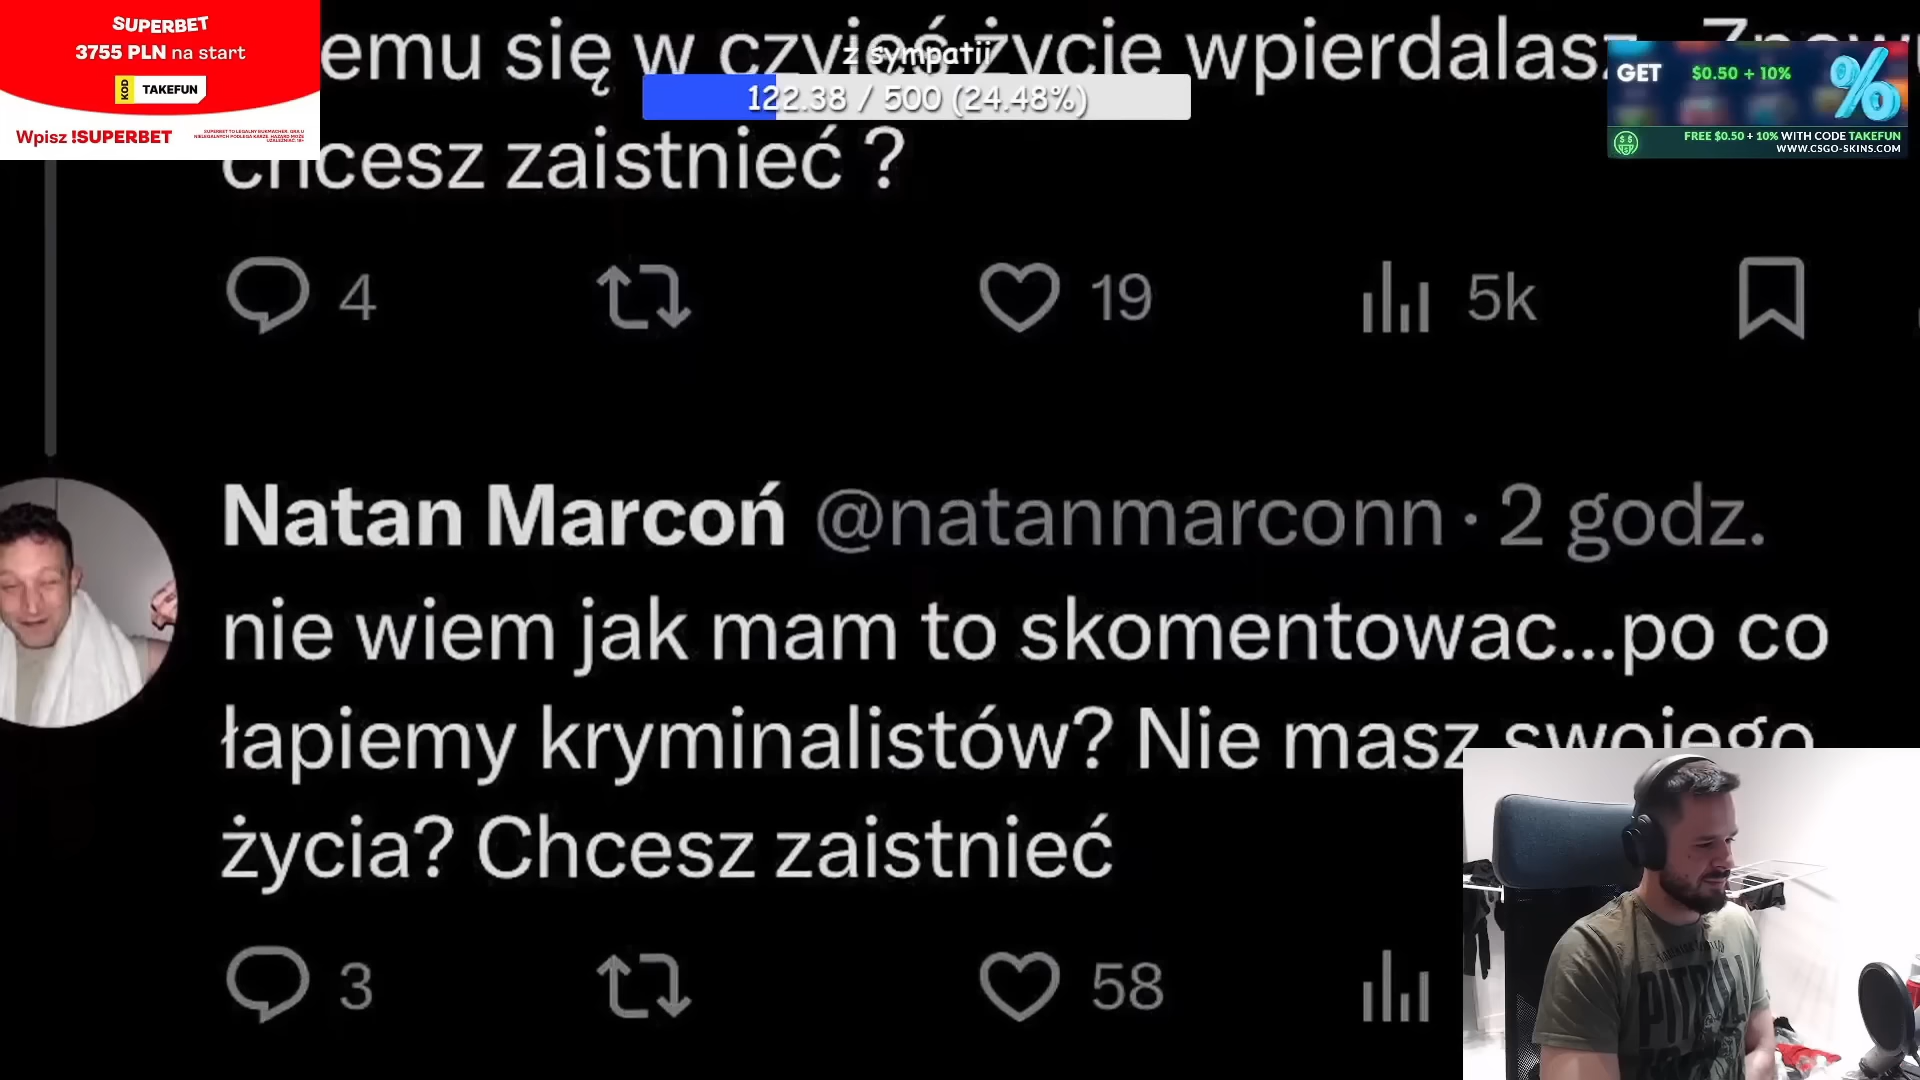 SUPERBET
3755 PLN na start
KOD TAKEFUN
Wpisz !SUPERBET
emu się w czyjeś życie wpierdalasz
z sympatii
122.38 / 500 (24.48%)
GET $0.50 + 10%
%
FREE $0.50 + 10% WITH CODE TAKEFUN
WWW.CSGO-SKINS.COM
chcesz zaistnieć ?
4 19 5k
Natan Marcoń @natanmarconn · 2 godz.
nie wiem jak mam to skomentowac...po co
łapiemy kryminalistów? Nie masz swojego
życia? Chcesz zaistnieć
3 58